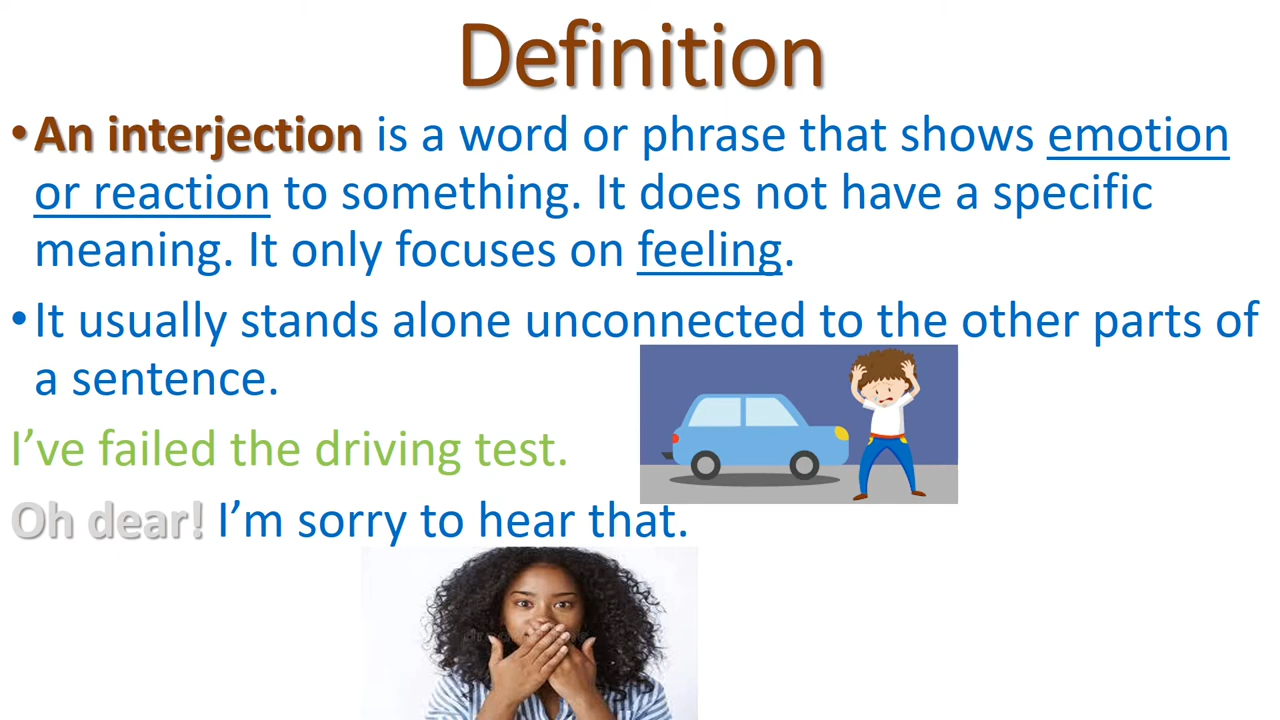 Definition
•An interjection is a word or phrase that shows emotion
or reaction to something. It does not have a specific
meaning. It only focuses on feeling.
•It usually stands alone unconnected to the other parts of
a sentence.
I’ve failed the driving test.
Oh dear! I’m sorry to hear that.